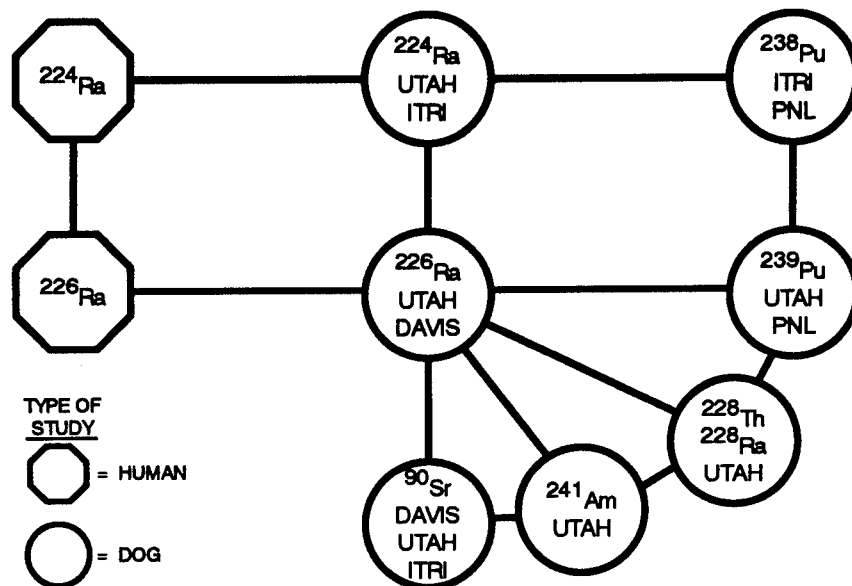 ²²⁴Ra
²²⁴Ra
UTAH
ITRI
²³⁸Pu
ITRI
PNL
²²⁶Ra
²²⁶Ra
UTAH
DAVIS
²³⁹Pu
UTAH
PNL
²²⁸Th
²²⁸Ra
UTAH
²⁴¹Am
UTAH
⁹⁰Sr
DAVIS
UTAH
ITRI
TYPE OF
STUDY
= HUMAN
= DOG